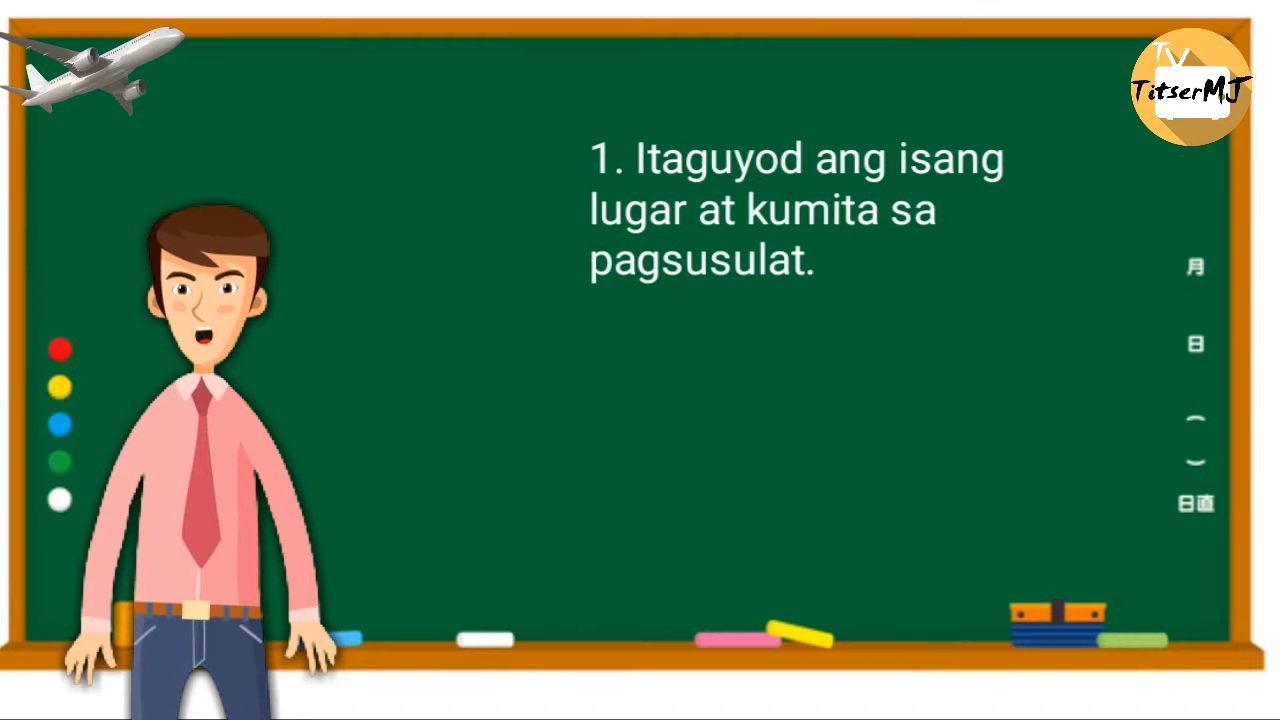 TV
TitserMJ
1. Itaguyod ang isang
lugar at kumita sa
pagsusulat.
月
日
︵
︶
日直